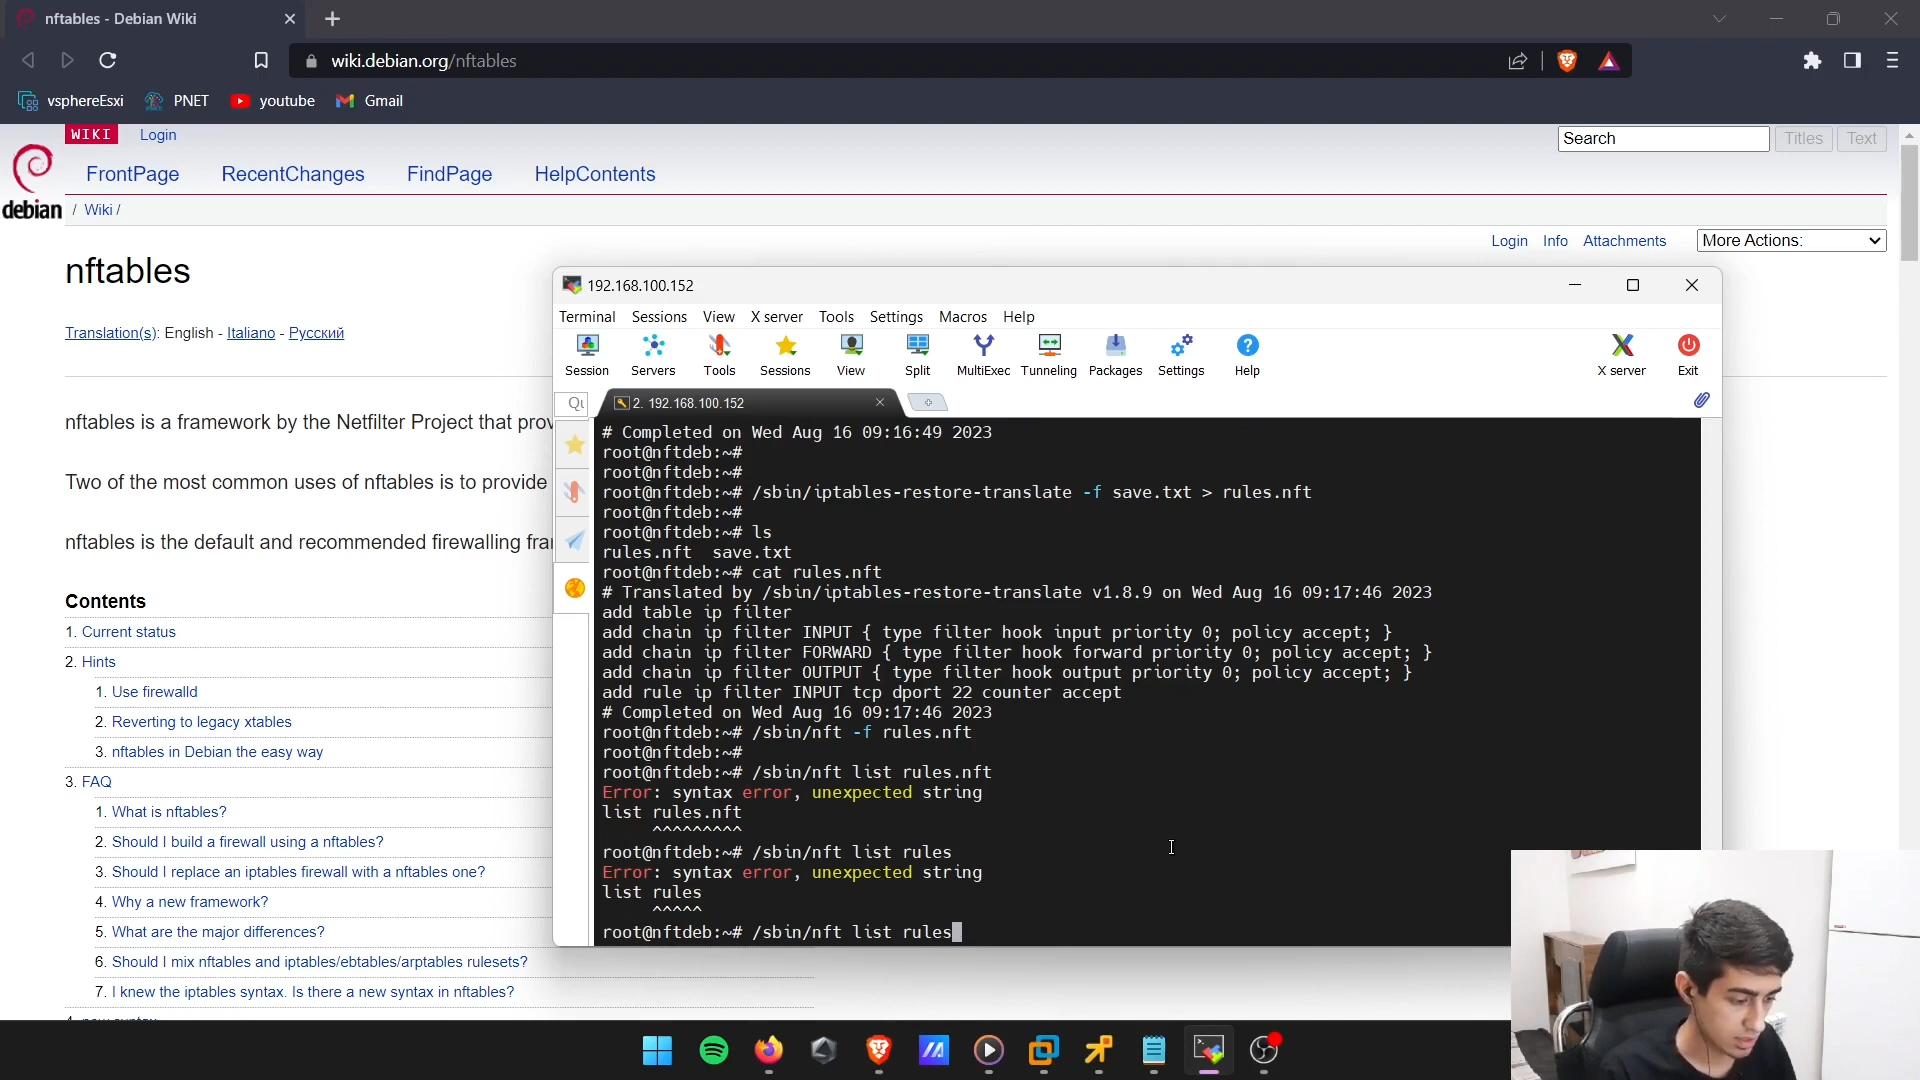 nftables - Debian Wiki
wiki.debian.org/nftables
vsphereEsxi PNET youtube Gmail
WIKI Login
Search Titles Text
FrontPage RecentChanges FindPage HelpContents
debian / Wiki /
Login Info Attachments More Actions:
nftables
Translation(s): English - Italiano - Русский
nftables is a framework by the Netfilter Project that prov
Two of the most common uses of nftables is to provide
nftables is the default and recommended firewalling fra
Contents
1. Current status
2. Hints
1. Use firewalld
2. Reverting to legacy xtables
3. nftables in Debian the easy way
3. FAQ
1. What is nftables?
2. Should I build a firewall using a nftables?
3. Should I replace an iptables firewall with a nftables one?
4. Why a new framework?
5. What are the major differences?
6. Should I mix nftables and iptables/ebtables/arptables rulesets?
7. I knew the iptables syntax. Is there a new syntax in nftables?
192.168.100.152
Terminal Sessions View X server Tools Settings Macros Help
Session Servers Tools Sessions View Split MultiExec Tunneling Packages Settings Help X server Exit
Qu 2. 192.168.100.152
# Completed on Wed Aug 16 09:16:49 2023
root@nftdeb:~#
root@nftdeb:~#
root@nftdeb:~# /sbin/iptables-restore-translate -f save.txt > rules.nft
root@nftdeb:~#
root@nftdeb:~# ls
rules.nft  save.txt
root@nftdeb:~# cat rules.nft
# Translated by /sbin/iptables-restore-translate v1.8.9 on Wed Aug 16 09:17:46 2023
add table ip filter
add chain ip filter INPUT { type filter hook input priority 0; policy accept; }
add chain ip filter FORWARD { type filter hook forward priority 0; policy accept; }
add chain ip filter OUTPUT { type filter hook output priority 0; policy accept; }
add rule ip filter INPUT tcp dport 22 counter accept
# Completed on Wed Aug 16 09:17:46 2023
root@nftdeb:~# /sbin/nft -f rules.nft
root@nftdeb:~#
root@nftdeb:~# /sbin/nft list rules.nft
Error: syntax error, unexpected string
list rules.nft
     ^^^^^^^^^
root@nftdeb:~# /sbin/nft list rules
Error: syntax error, unexpected string
list rules
     ^^^^^
root@nftdeb:~# /sbin/nft list rules